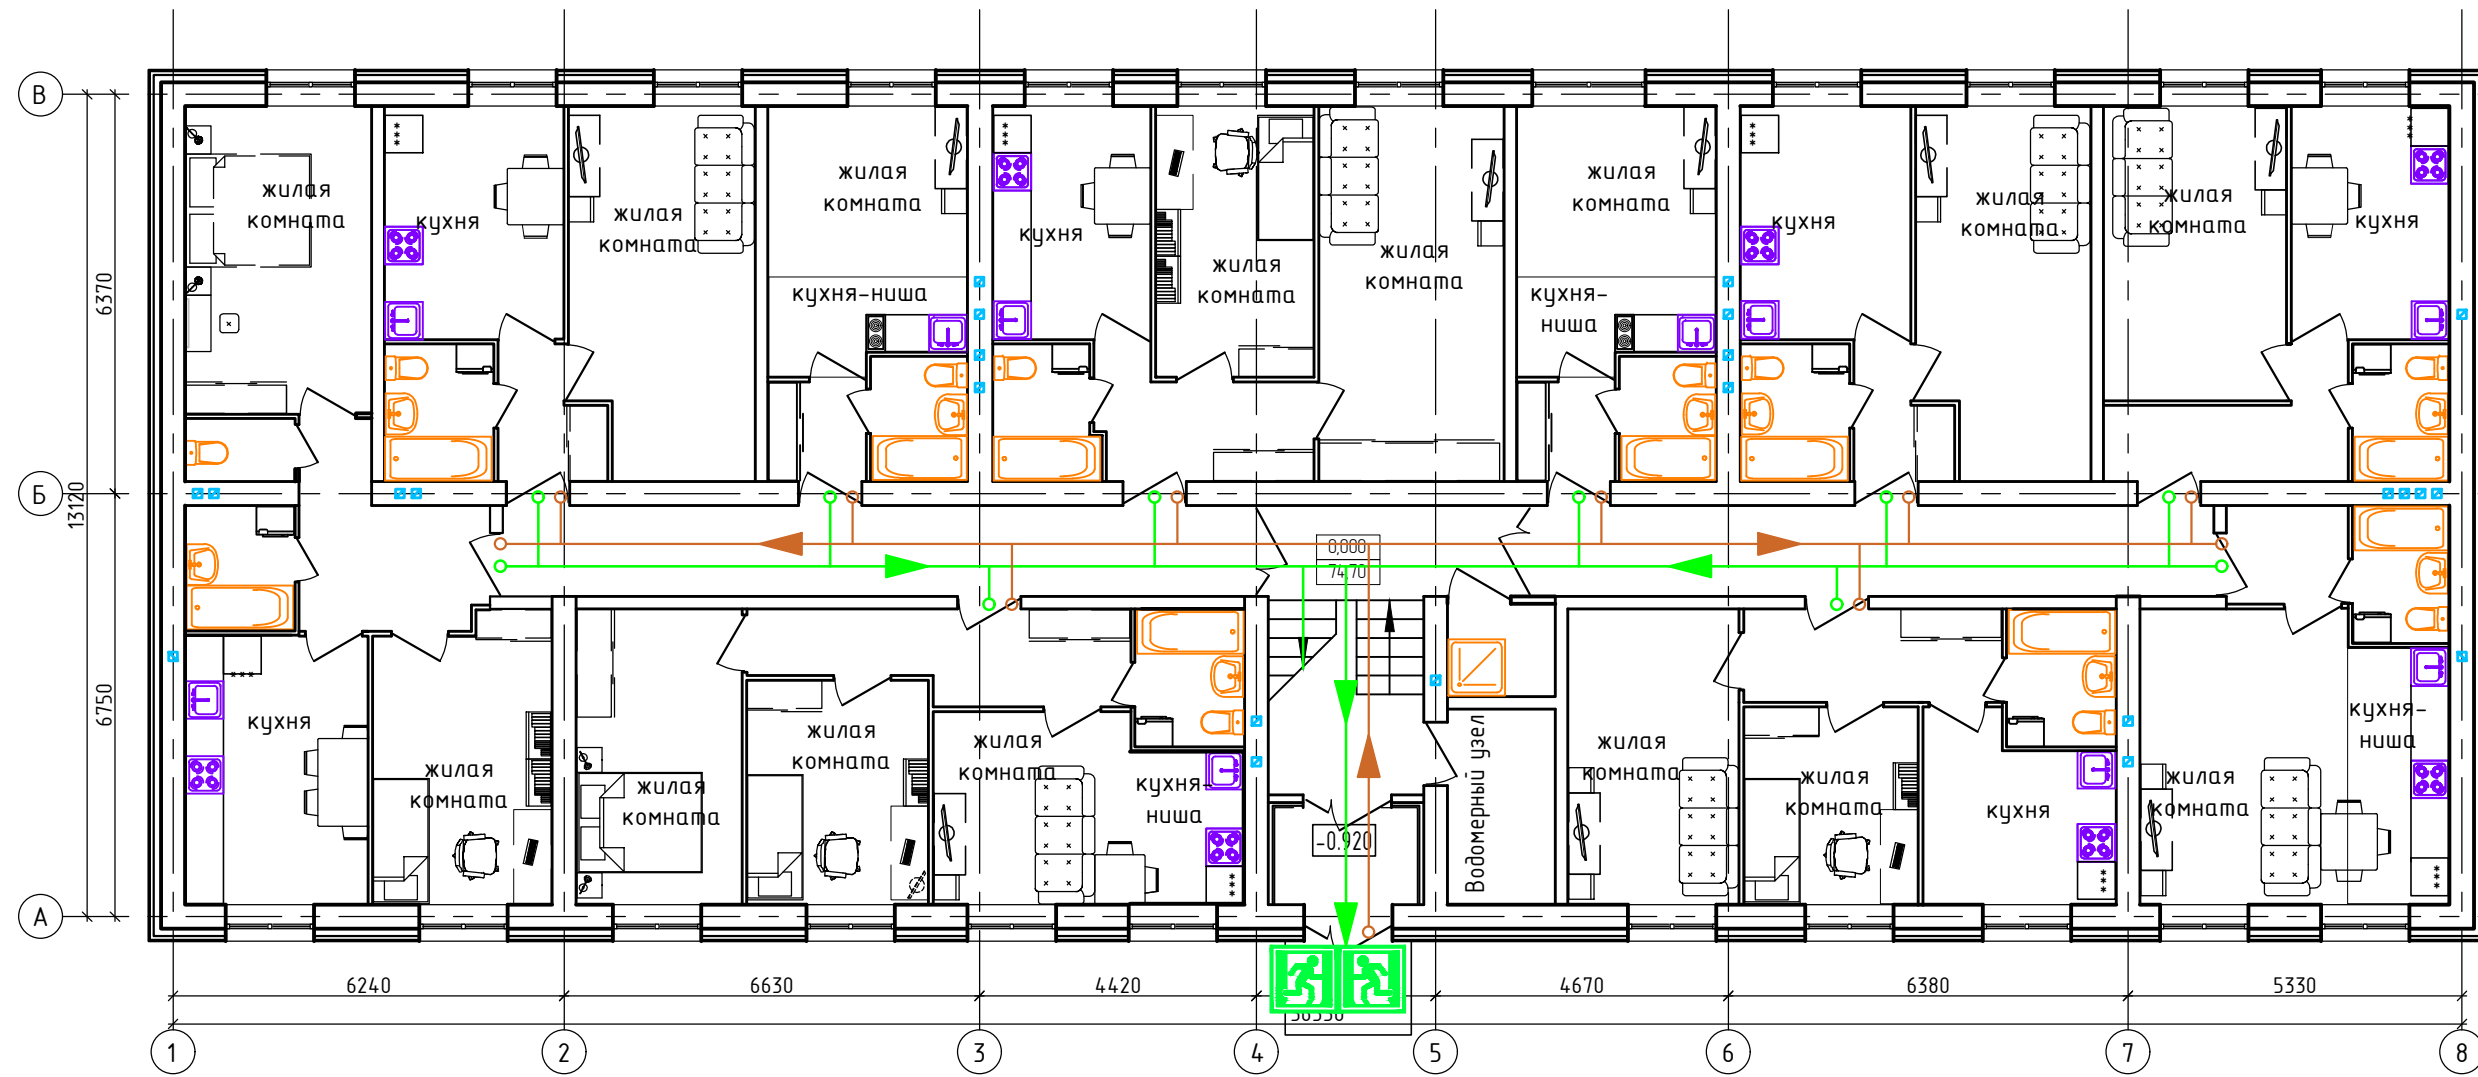 В
Б
А
6370
13120
6750
жилая
комната
кухня
жилая
комната
жилая
комната
кухня-ниша
кухня
жилая
комната
жилая
комната
жилая
комната
кухня-
ниша
кухня
жилая
комната
жилая
комната
кухня
0,000
74.70
кухня
жилая
комната
жилая
комната
жилая
комната
жилая
комната
кухня-
ниша
-0.920
Водомерный узел
жилая
комната
жилая
комната
кухня
жилая
комната
кухня-
ниша
6240
6630
4420
4670
6380
5330
1
2
3
4
5
6
7
8